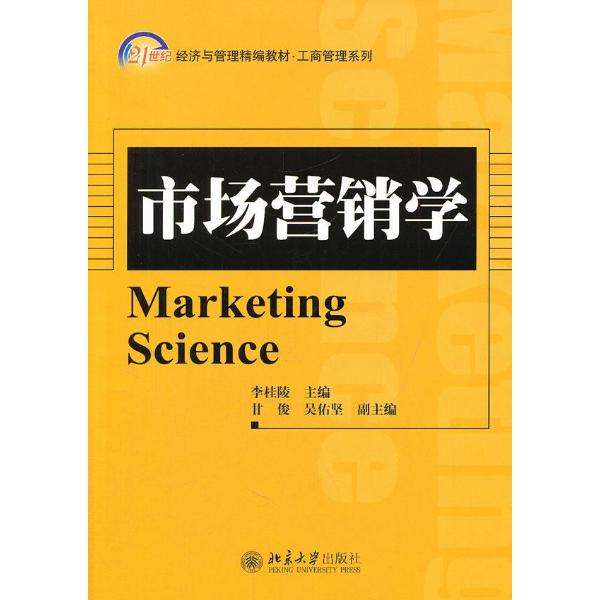 21世纪 经济与管理精编教材·工商管理系列
市场营销学
Marketing
Science
李桂陵 主编
甘 俊 吴佑坚 副主编
北京大学出版社
PEKING UNIVERSITY PRESS
Marketing
Science